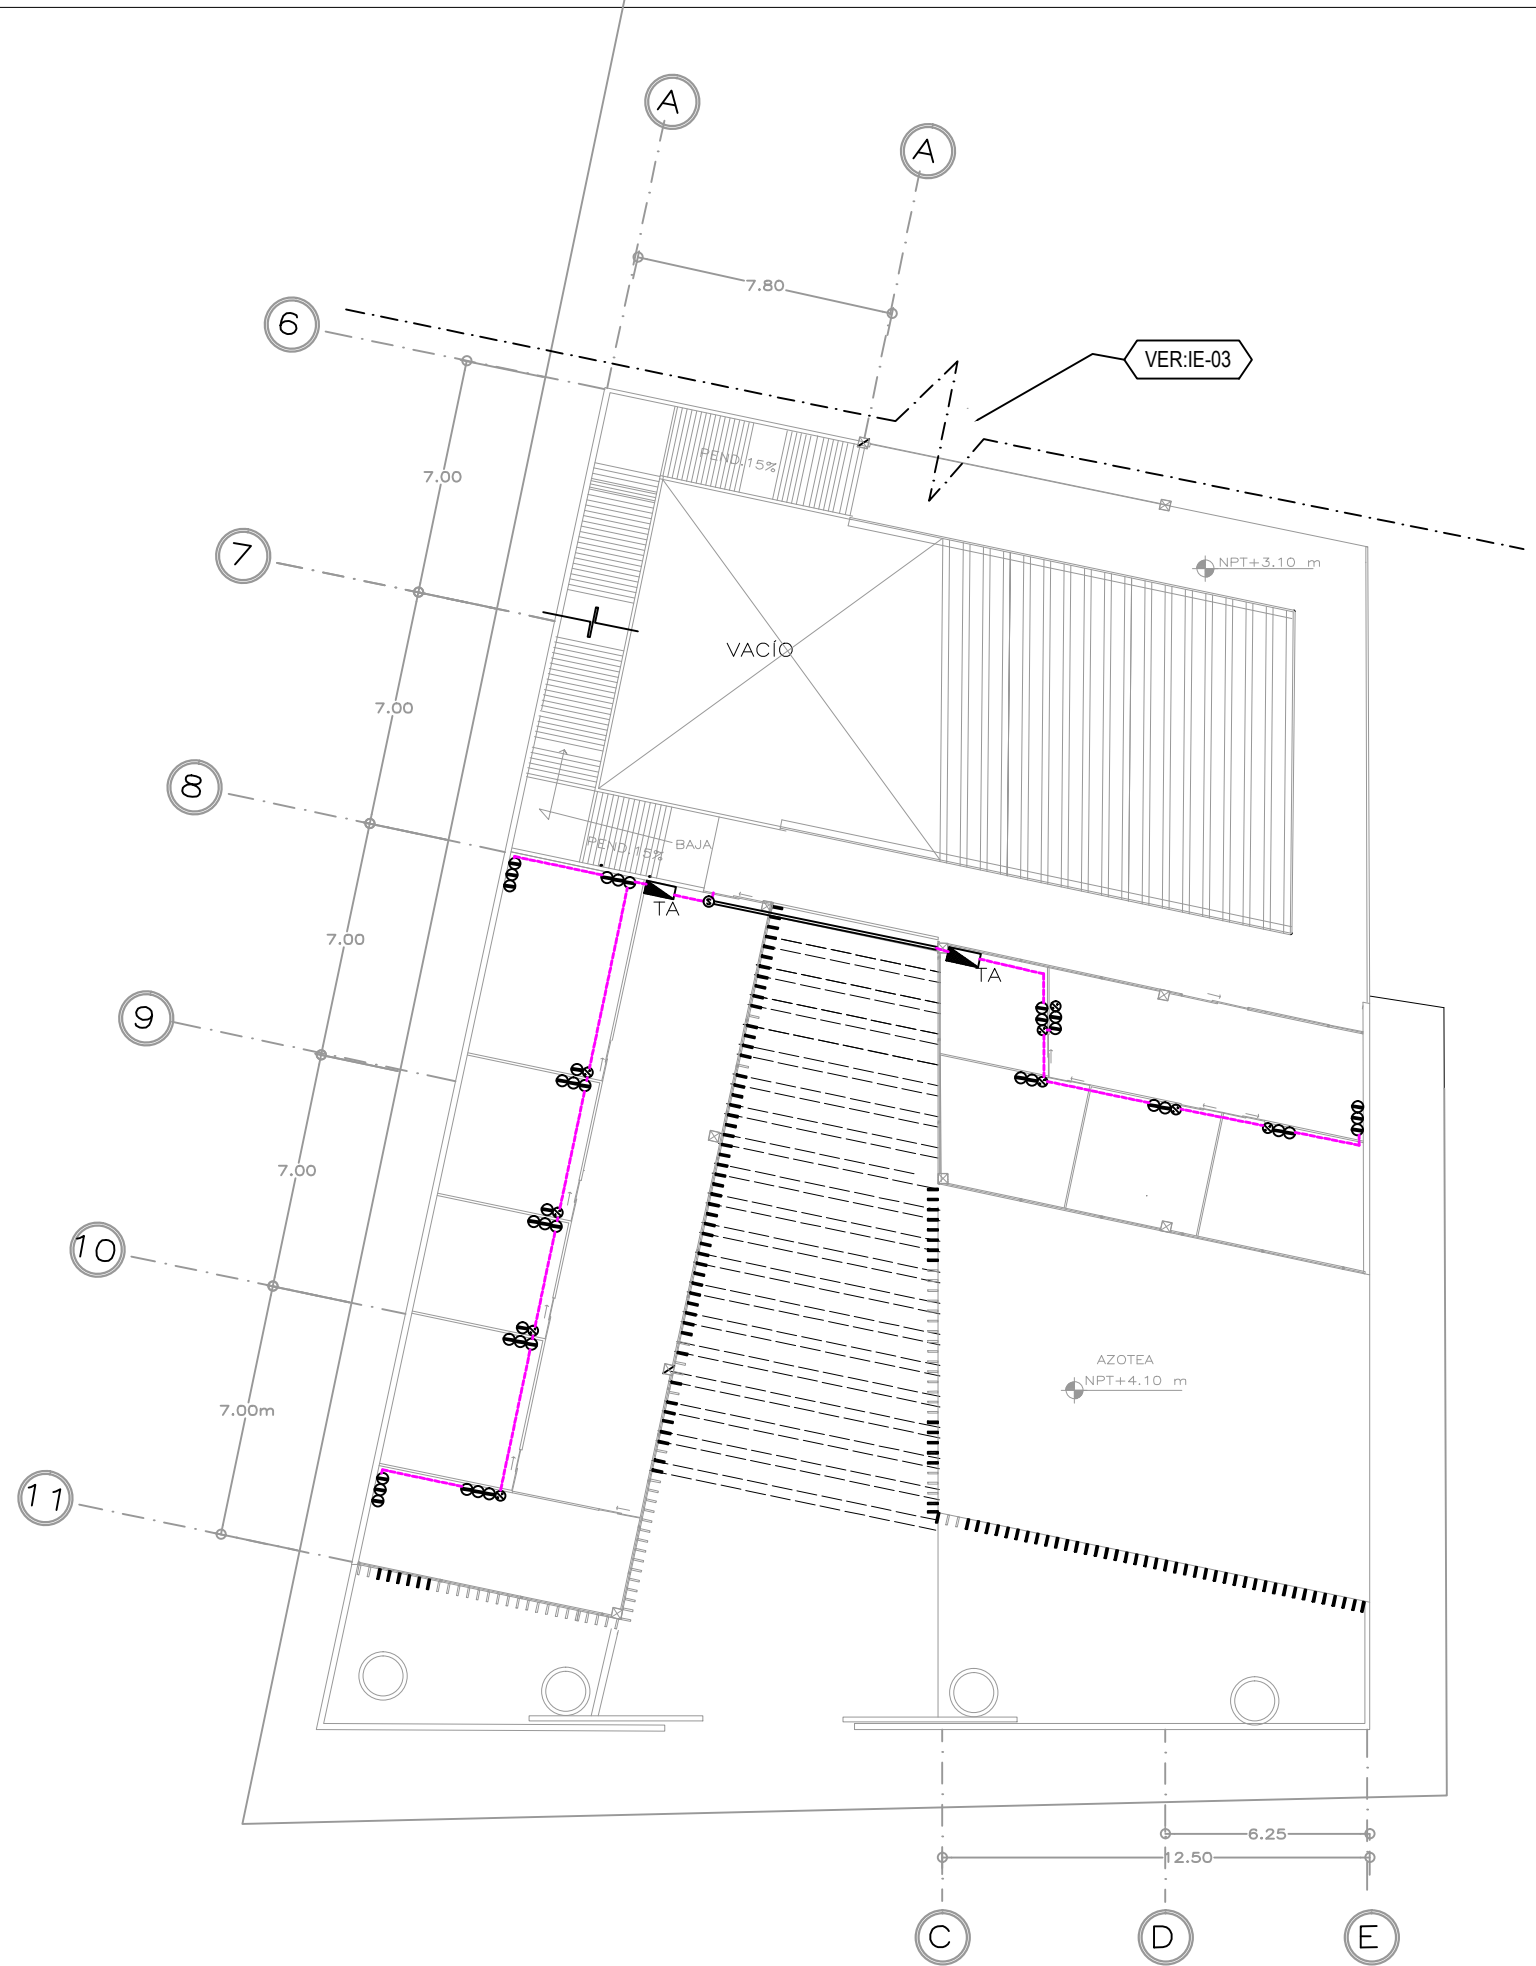 A
A
7.80
6
VER:IE-03
PEND.15%
7.00
7
NPT+3.10 m
VACÍO
7.00
8
BAJA
PEND.15%
TA
7.00
TA
9
7.00
10
AZOTEA
NPT+4.10 m
7.00m
11
6.25
12.50
C
D
E